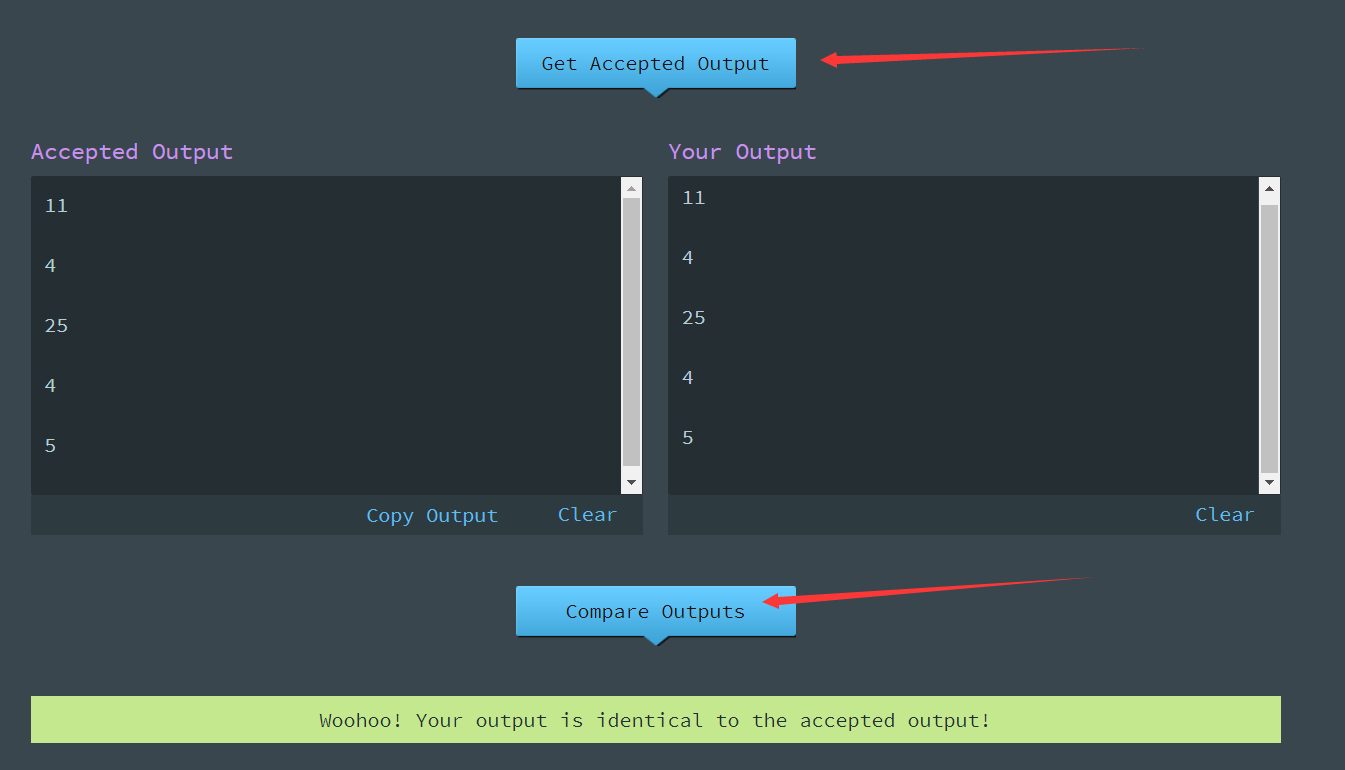 Get Accepted Output
Accepted Output
11
4
25
4
5
Copy Output Clear
Your Output
11
4
25
4
5
Clear
Compare Outputs
Woohoo! Your output is identical to the accepted output!